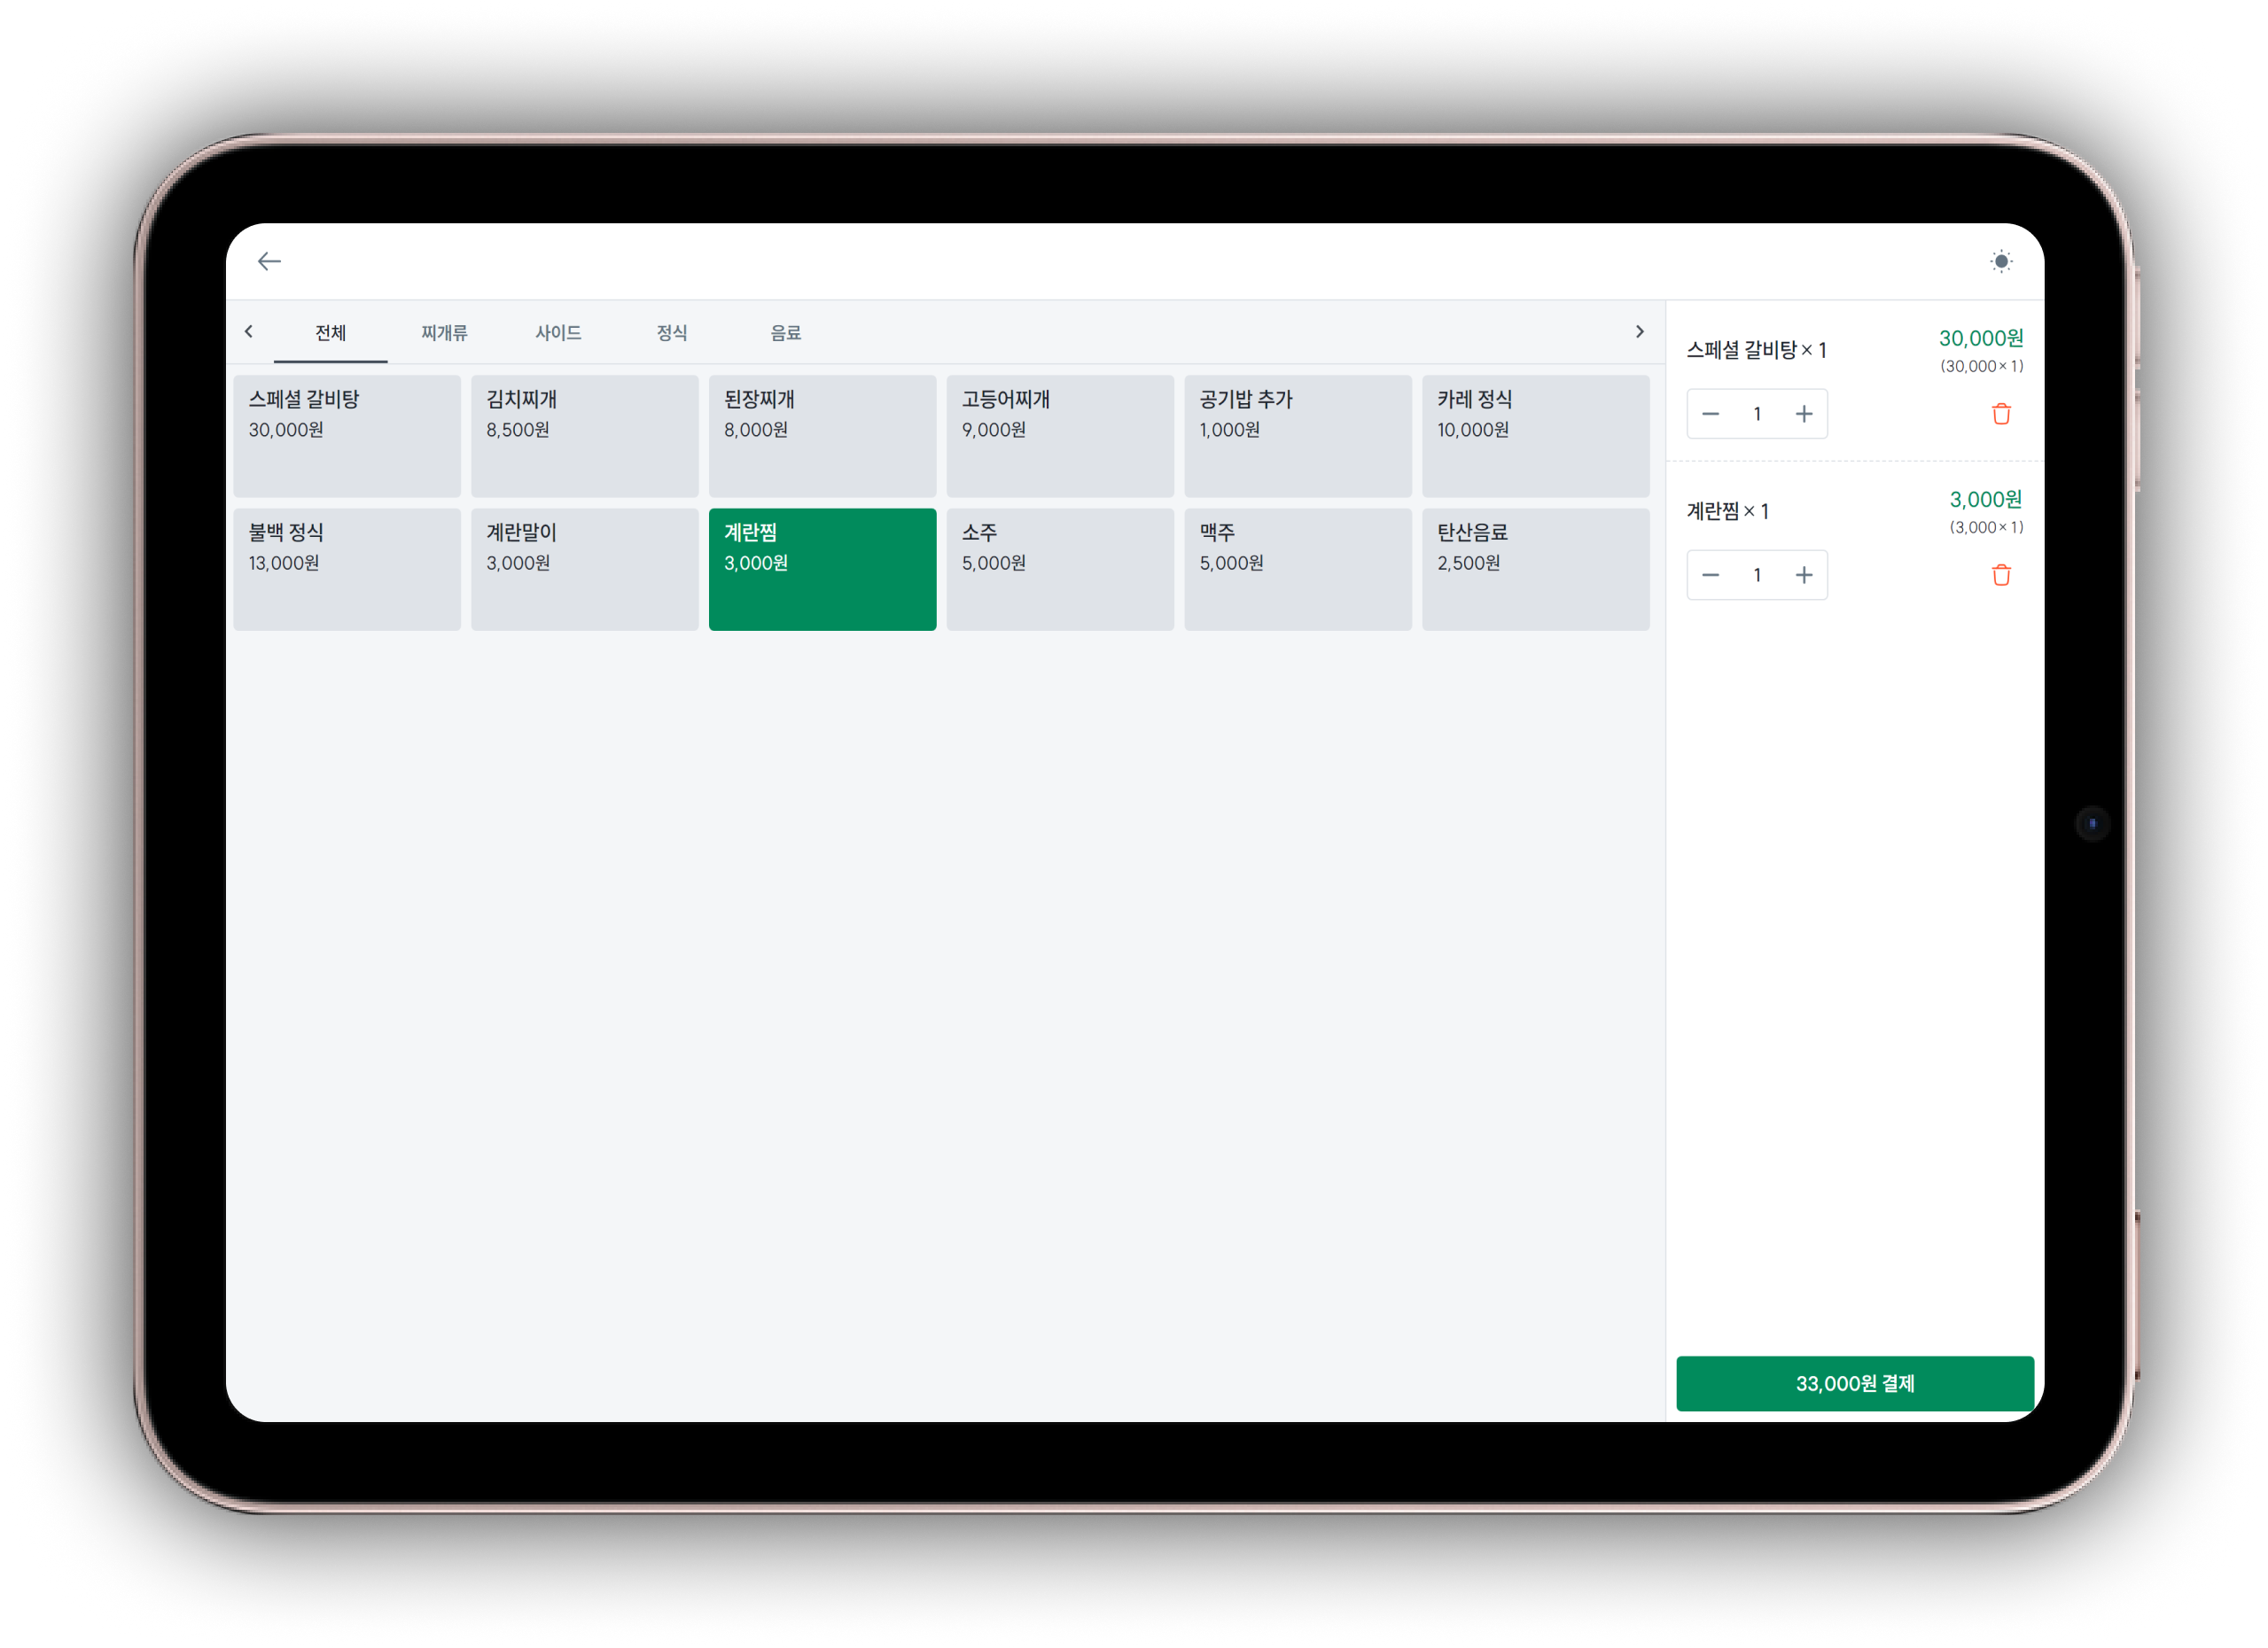 전체
찌개류
사이드
정식
음료
스페셜 갈비탕
30,000원
김치찌개
8,500원
된장찌개
8,000원
고등어찌개
9,000원
공기밥 추가
1,000원
카레 정식
10,000원
불백 정식
13,000원
계란말이
3,000원
계란찜
3,000원
소주
5,000원
맥주
5,000원
탄산음료
2,500원
스페셜 갈비탕 × 1
30,000원
(30,000 × 1)
1
계란찜 × 1
3,000원
(3,000 × 1)
1
33,000원 결제